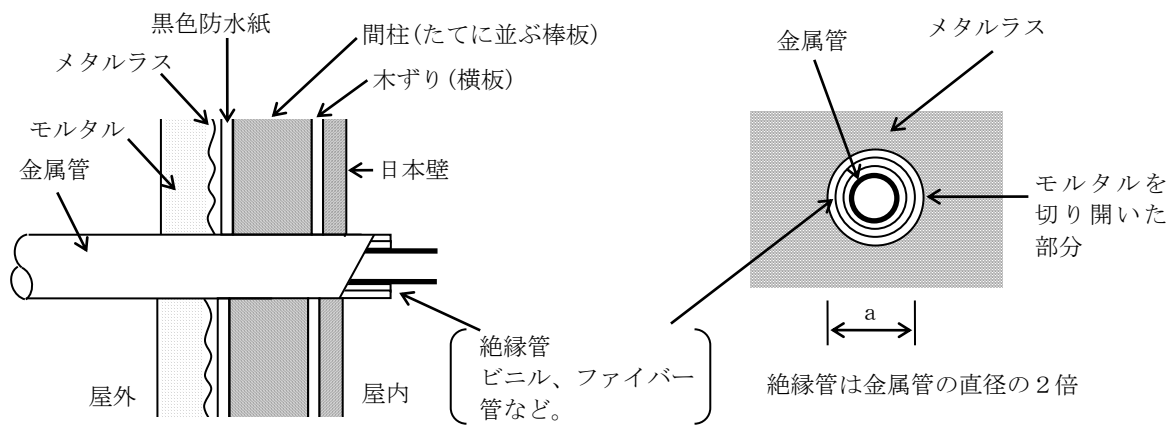 黒色防水紙
間柱(たてに並ぶ棒板)
メタルラス
木ずり(横板)
モルタル
金属管
日本壁
屋外
屋内
絶縁管
ビニル、ファイバー
管など。
メタルラス
金属管
モルタルを
切り開いた
部分
a
絶縁管は金属管の直径の2倍